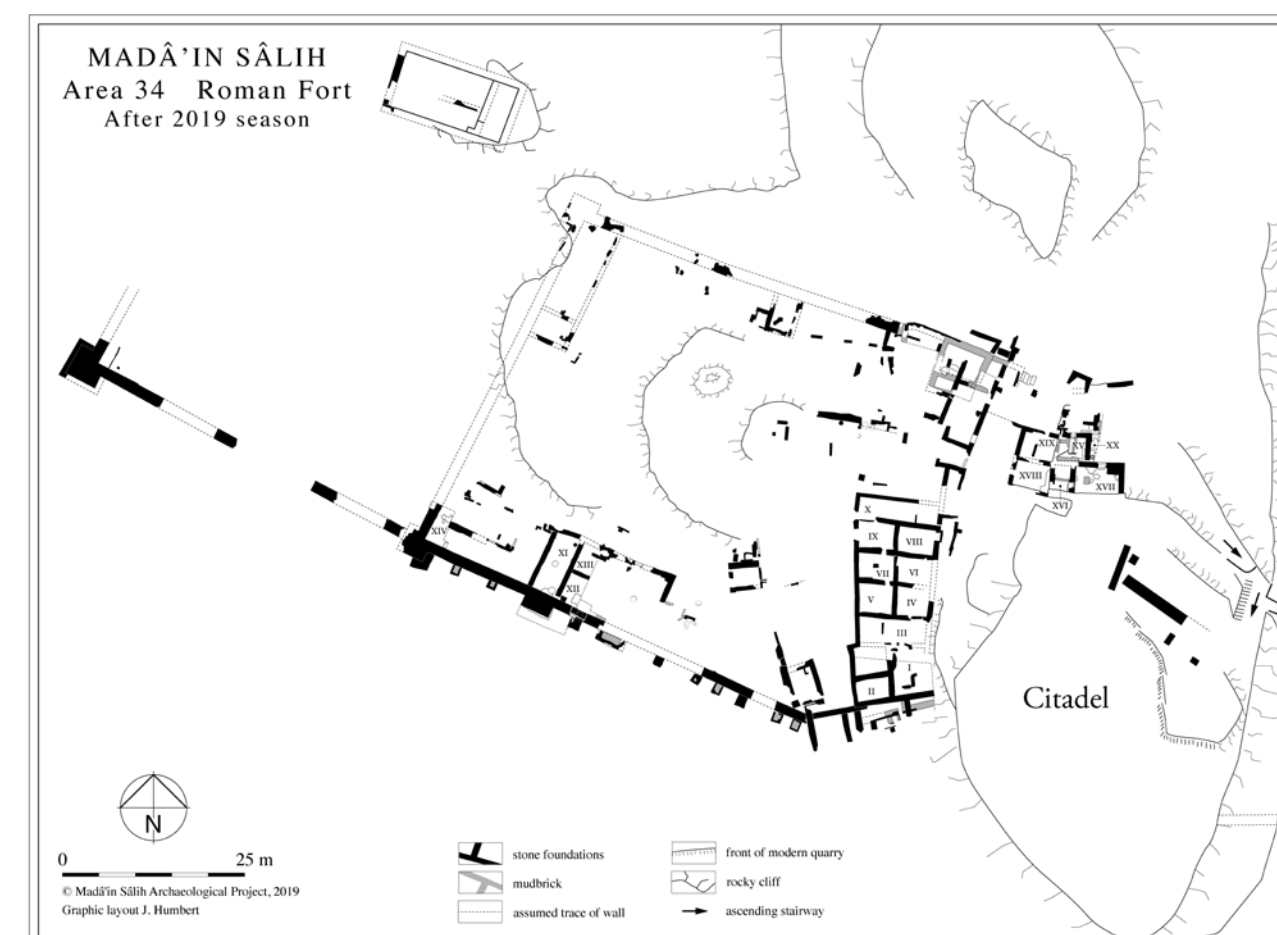 MADÂ’IN SÂLIH
Area 34 Roman Fort
After 2019 season
XIX
XV
XX
XVIII
XVII
XVI
X
IX
VIII
XIV
XI
XIII
VII
VI
XII
V
IV
III
I
II
Citadel
N
0 25 m
© Madâ'in Sâlih Archaeological Project, 2019
Graphic layout J. Humbert
stone foundations
mudbrick
assumed trace of wall
front of modern quarry
rocky cliff
ascending stairway